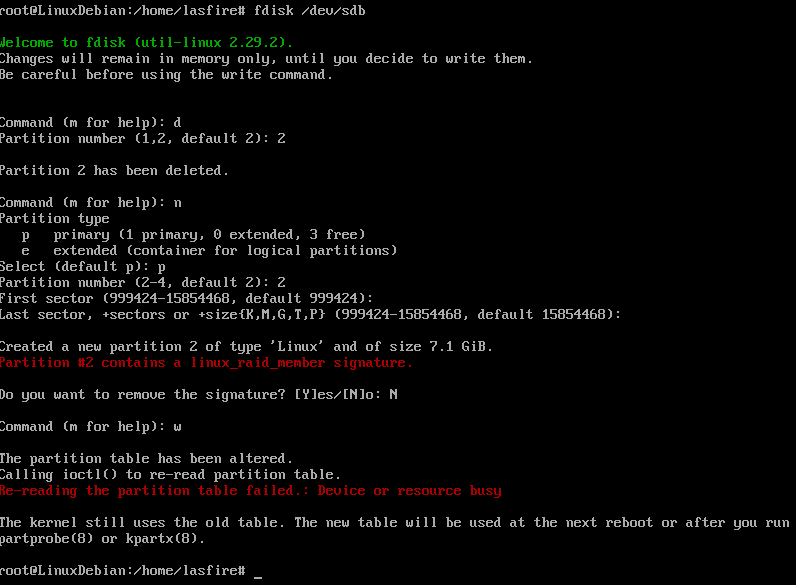 root@LinuxDebian:/home/lasfire# fdisk /dev/sdb
Welcome to fdisk (util-linux 2.29.2).
Changes will remain in memory only, until you decide to write them.
Be careful before using the write command.
Command (m for help): d
Partition number (1,2, default 2): 2
Partition 2 has been deleted.
Command (m for help): n
Partition type
   p   primary (1 primary, 0 extended, 3 free)
   e   extended (container for logical partitions)
Select (default p): p
Partition number (2-4, default 2): 2
First sector (999424-15854468, default 999424):
Last sector, +sectors or +size{K,M,G,T,P} (999424-15854468, default 15854468):
Created a new partition 2 of type 'Linux' and of size 7.1 GiB.
Partition #2 contains a linux_raid_member signature.
Do you want to remove the signature? [Y]es/[N]o: N
Command (m for help): w
The partition table has been altered.
Calling ioctl() to re-read partition table.
Re-reading the partition table failed.: Device or resource busy
The kernel still uses the old table. The new table will be used at the next reboot or after you run
partprobe(8) or kpartx(8).
root@LinuxDebian:/home/lasfire# _